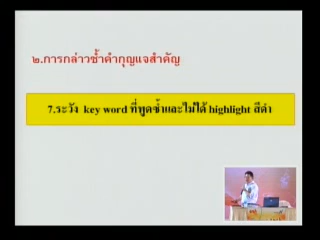 ๒.การกล่าวซ้ำคำกุญแจสำคัญ
7.ระวัง key word ที่พูดซ้ำและไม่ได้ highlight สีดำ